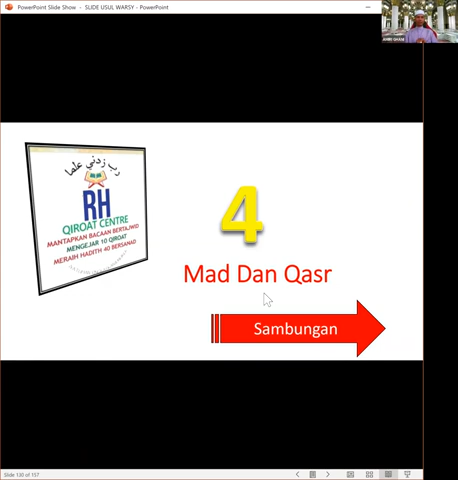 PowerPoint Slide Show - SLIDE USUL WARSY - PowerPoint
رب زدني علما
RH
QIROAT CENTRE
MANTAPKAN BACAAN BERTAJWID
MENGEJAR 10 QIROAT
MERAIH HADITH 40 BERSANAD
4
Mad Dan Qasr
Sambungan
Slide 130 of 157